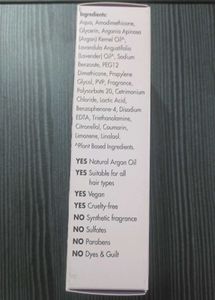 Ingredients:
Aqua, Amodimethicone,
Glycerin, Argania Spinosa
(Argan) Kernel Oil^,
Lavandula Angustifolia
(Lavender) Oil^, Sodium
Benzoate, PEG12
Dimethicone, Propylene
Glycol, PVP, Fragrance,
Polysorbate 20, Cetrimonium
Chloride, Lactic Acid,
Benzophenone-4, Disodium
EDTA, Triethanolamine,
Citronellol, Coumarin,
Limonene, Linalool.
^Plant Based Ingredients.
YES Natural Argan Oil
YES Suitable for all
hair types
YES Vegan
YES Cruelty-free
NO Synthetic fragrance
NO Sulfates
NO Parabens
NO Dyes & Guilt